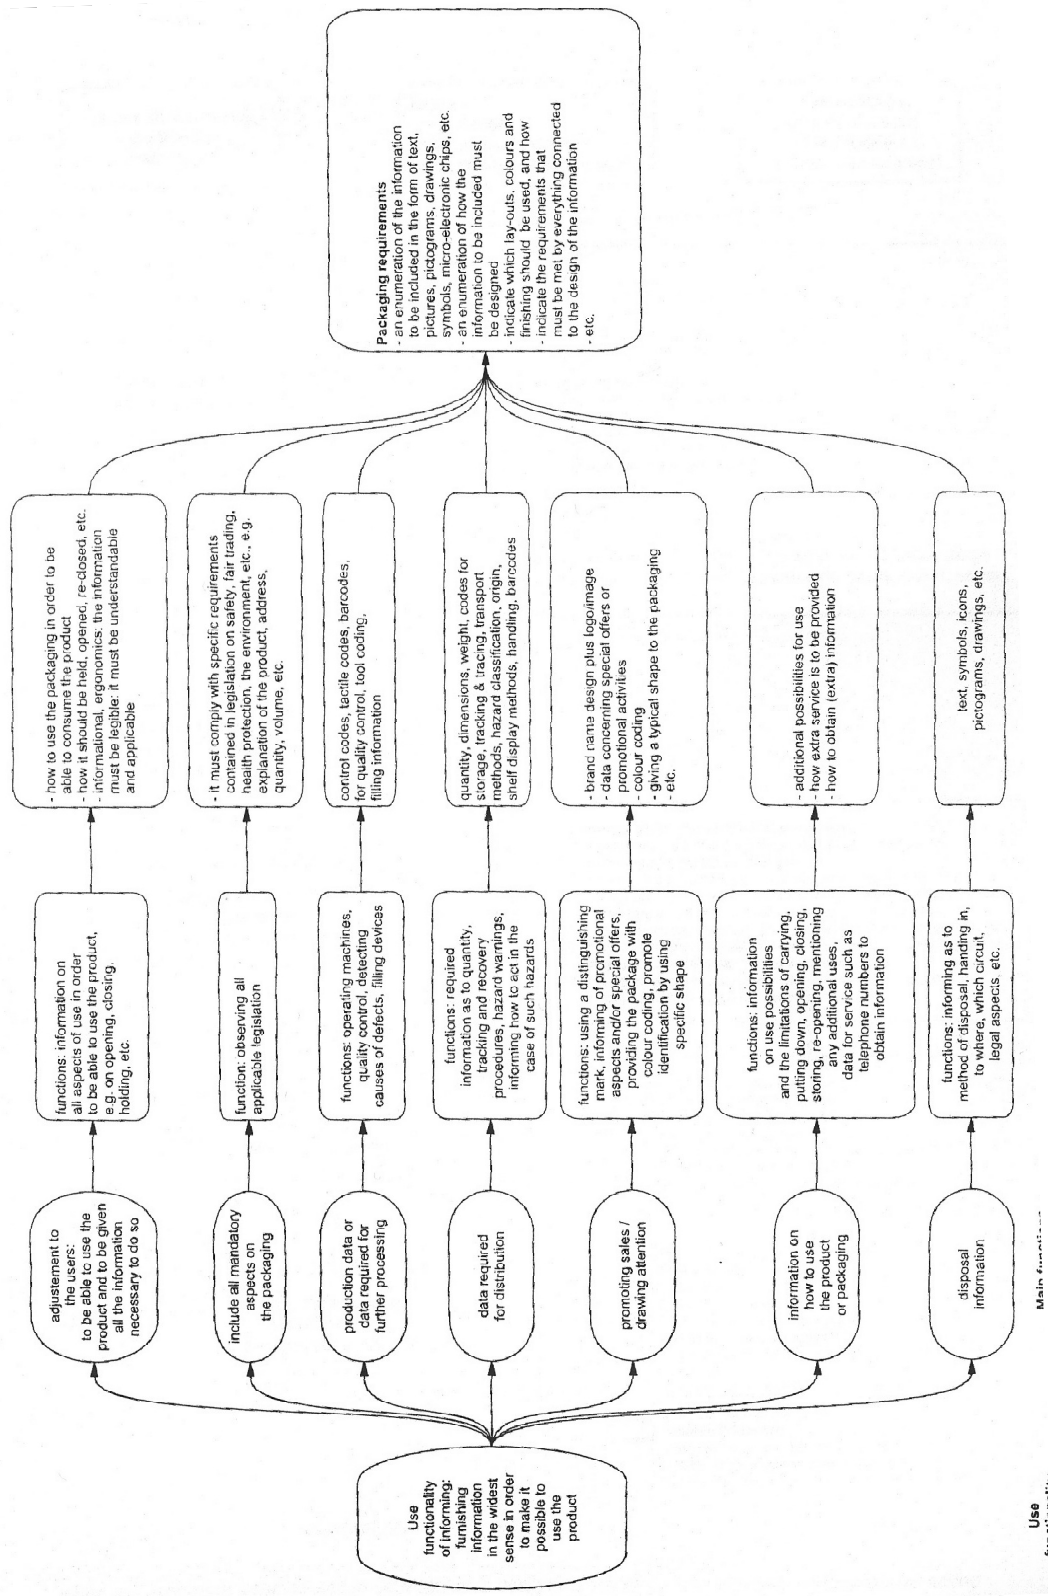 Use
functionality
of informing:
furnishing
information
in the widest
sense in order
to make it
possible to
use the
product
adjustement to
the users:
to be able to use the
product and to be given
all the information
necessary to do so
functions: information on
all aspects of use in order
to be able to use the product,
e.g. on opening, closing,
holding, etc.
- how to use the packaging in order to be
able to consume the product
- how it should be held, opened, re-closed, etc.
- informational, ergonomics: the information
must be legible: it must be understandable
and applicable
include all mandatory
aspects on
the packaging
function: observing all
applicable legislation
- it must comply with specific requirements
contained in legislation on safety, fair trading,
health protection, the environment, etc., e.g.
explanation of the product, address,
quantity, volume, etc.
production data or
data required for
further processing
functions: operating machines,
quality control, detecting
causes of defects, filling devices
control codes, tactile codes, barcodes,
for quality control, tool coding,
filling information
data required
for distribution
functions: required
information as to quantity,
tracking and recovery
procedures, hazard warnings,
informing how to act in the
case of such hazards
quantity, dimensions, weight, codes for
storage, tracking & tracing, transport
methods, hazard classification, origin,
shelf display methods, handling, barcodes
promoting sales /
drawing attention
functions: using a distinguishing
mark, informing of promotional
aspects and/or special offers,
providing the package with
colour coding, promote
identification by using
specific shape
- brand name design plus logo/image
- data concerning special offers or
promotional activities
- colour coding
- giving a typical shape to the packaging
- etc.
information on
how to use
the product
or packaging
functions: information
on use possibilities
and the limitations of carrying,
putting down, opening, closing,
storing, re-opening, mentioning
any additional uses,
data for service such as
telephone numbers to
obtain information
- additional possibilities for use
- how extra service is to be provided
- how to obtain (extra) information
disposal
information
functions: informing as to
method of disposal, handing in,
to where, which circuit,
legal aspects, etc.
text, symbols, icons,
pictograms, drawings, etc.
Packaging requirements
- an enumeration of the information
to be included in the form of text,
pictures, pictograms, drawings,
symbols, micro-electronic chips, etc.
- an enumeration of how the
information to be included must
be designed
- indicate which lay-outs, colours and
finishing should be used, and how
- indicate the requirements that
must be met by everything connected
to the design of the information
- etc.
Use
Main